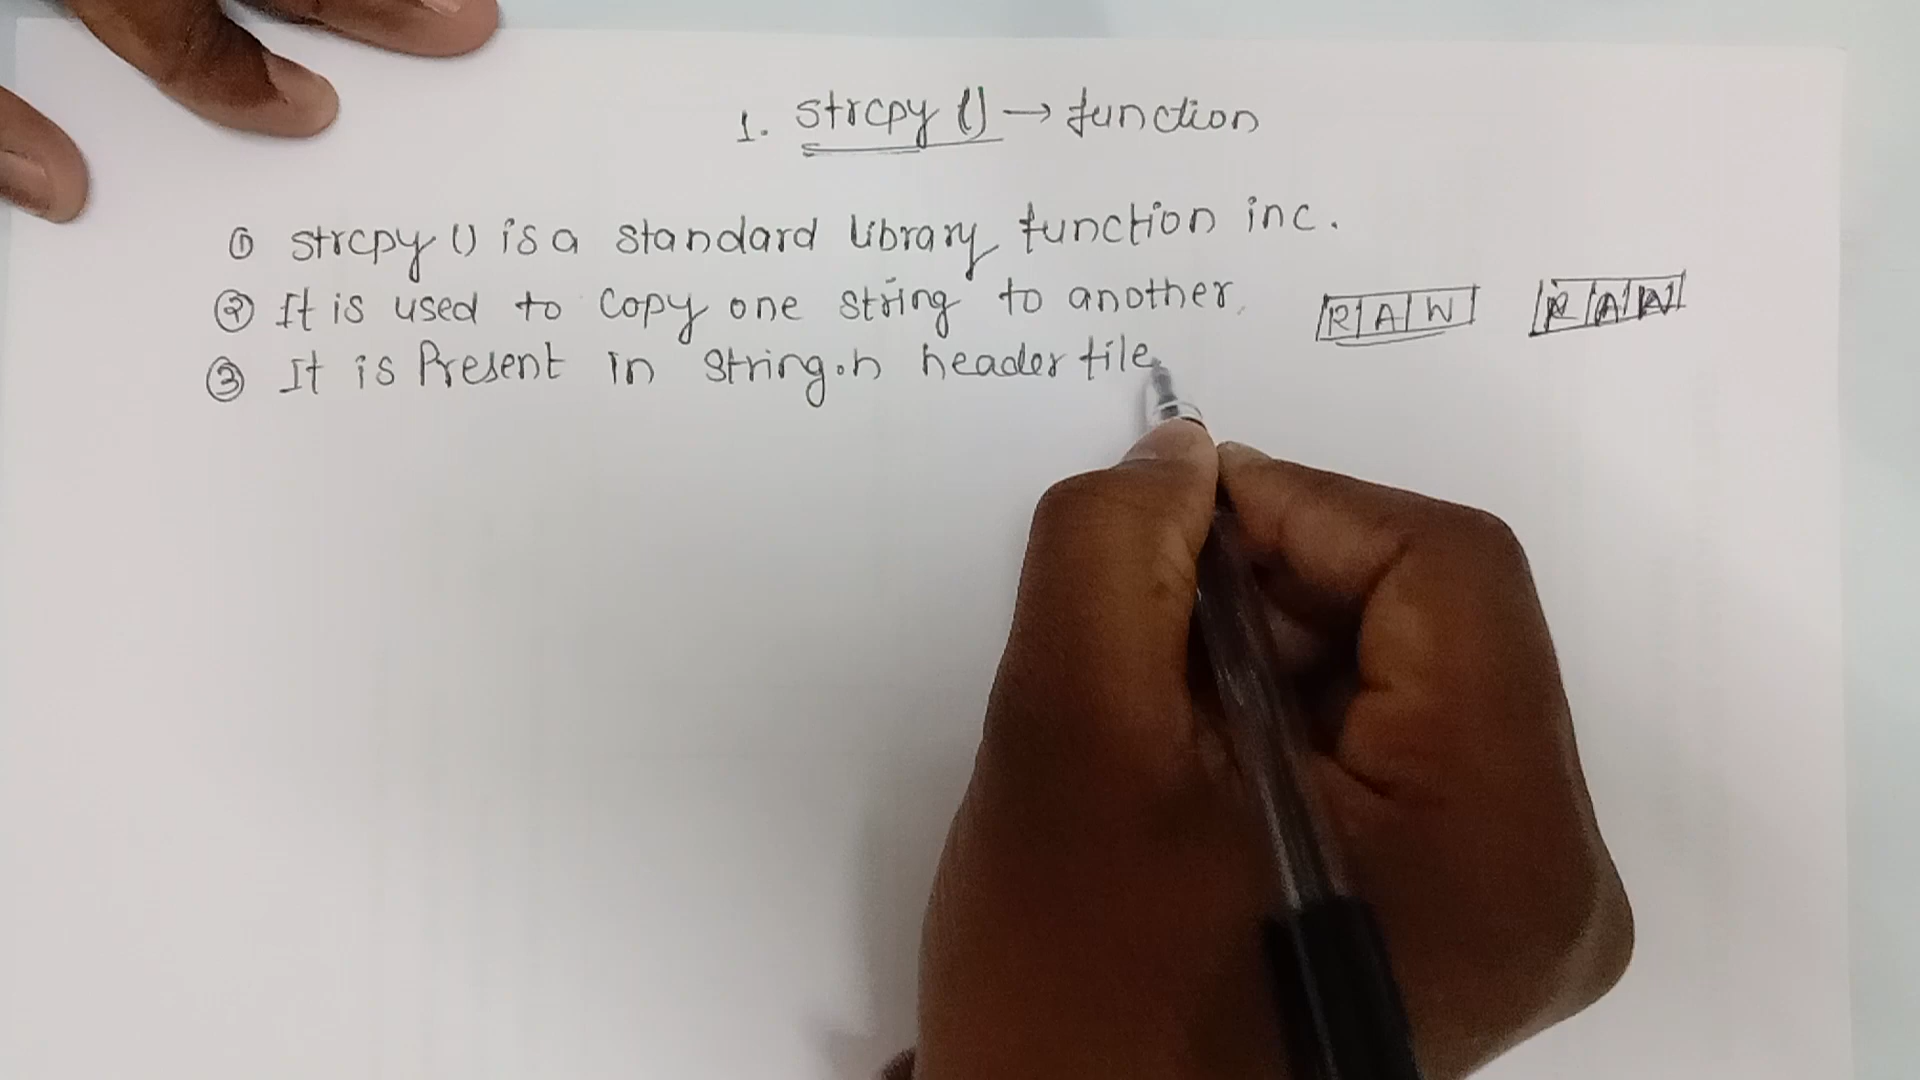 1. strcpy () → function
① strcpy () is a standard library function inc.
② It is used to copy one string to another.
R A W R A W
③ It is Present in string.h header file